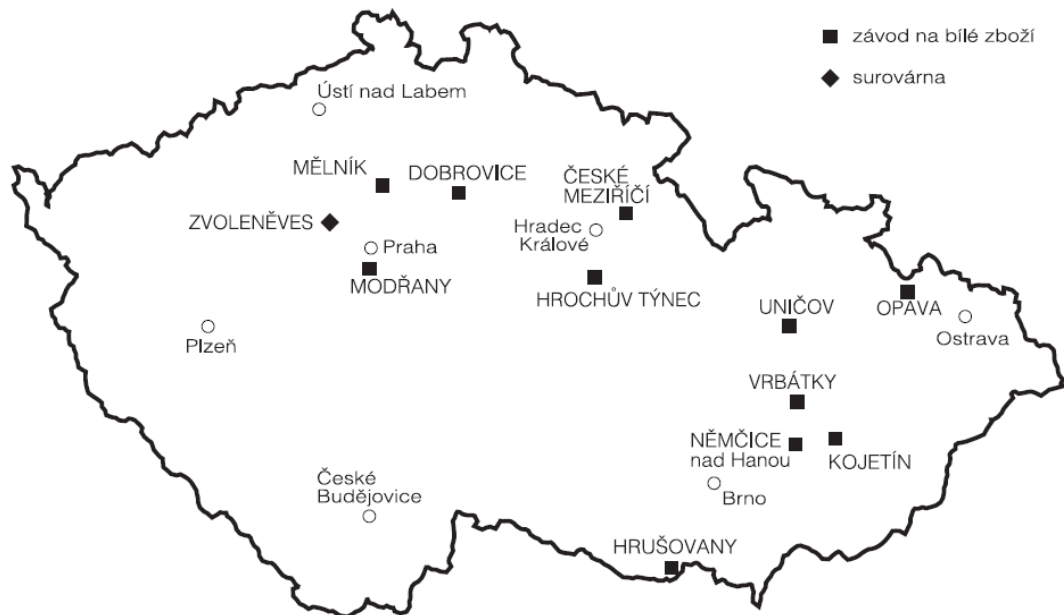 závod na bílé zboží
surovárna
Ústí nad Labem
MĚLNÍK
DOBROVICE
ČESKÉ
MEZIŘÍČÍ
ZVOLENĚVES
Hradec
Králové
Praha
MODŘANY
HROCHŮV TÝNEC
UNIČOV
OPAVA
Ostrava
Plzeň
VRBÁTKY
NĚMČICE
nad Hanou
KOJETÍN
České
Budějovice
Brno
HRUŠOVANY